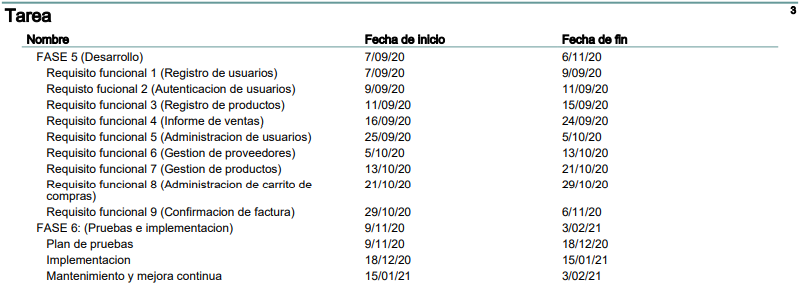 Tarea 3
Nombre Fecha de inicio Fecha de fin
FASE 5 (Desarrollo) 7/09/20 6/11/20
Requisito funcional 1 (Registro de usuarios) 7/09/20 9/09/20
Requisto fucional 2 (Autenticacion de usuarios) 9/09/20 11/09/20
Requisito funcional 3 (Registro de productos) 11/09/20 15/09/20
Requisito funcional 4 (Informe de ventas) 16/09/20 24/09/20
Requisito funcional 5 (Administracion de usuarios) 25/09/20 5/10/20
Requisito funcional 6 (Gestion de proveedores) 5/10/20 13/10/20
Requisito funcional 7 (Gestion de productos) 13/10/20 21/10/20
Requisito funcional 8 (Administracion de carrito de 21/10/20 29/10/20
compras)
Requisito funcional 9 (Confirmacion de factura) 29/10/20 6/11/20
FASE 6: (Pruebas e implementacion) 9/11/20 3/02/21
Plan de pruebas 9/11/20 18/12/20
Implementacion 18/12/20 15/01/21
Mantenimiento y mejora continua 15/01/21 3/02/21